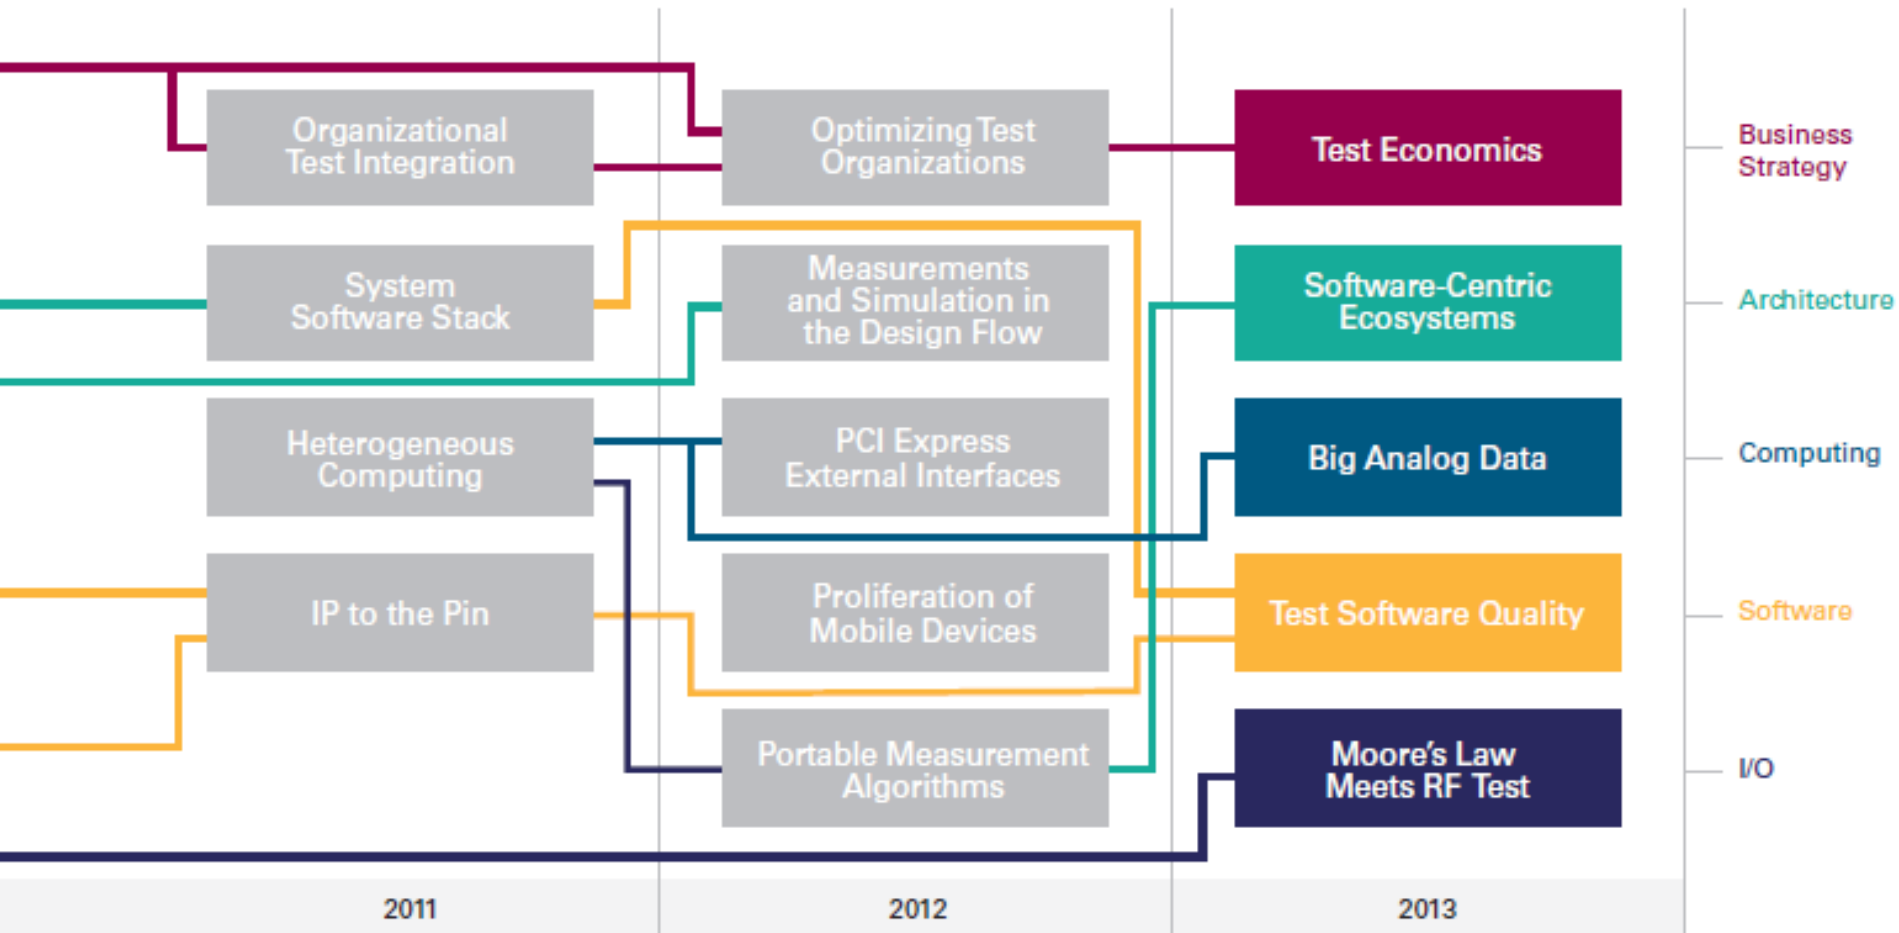 Organizational
Test Integration
Optimizing Test
Organizations
Test Economics
Business
Strategy
System
Software Stack
Measurements
and Simulation in
the Design Flow
Software-Centric
Ecosystems
Architecture
Heterogeneous
Computing
PCI Express
External Interfaces
Big Analog Data
Computing
IP to the Pin
Proliferation of
Mobile Devices
Test Software Quality
Software
Portable Measurement
Algorithms
Moore's Law
Meets RF Test
I/O
2011
2012
2013